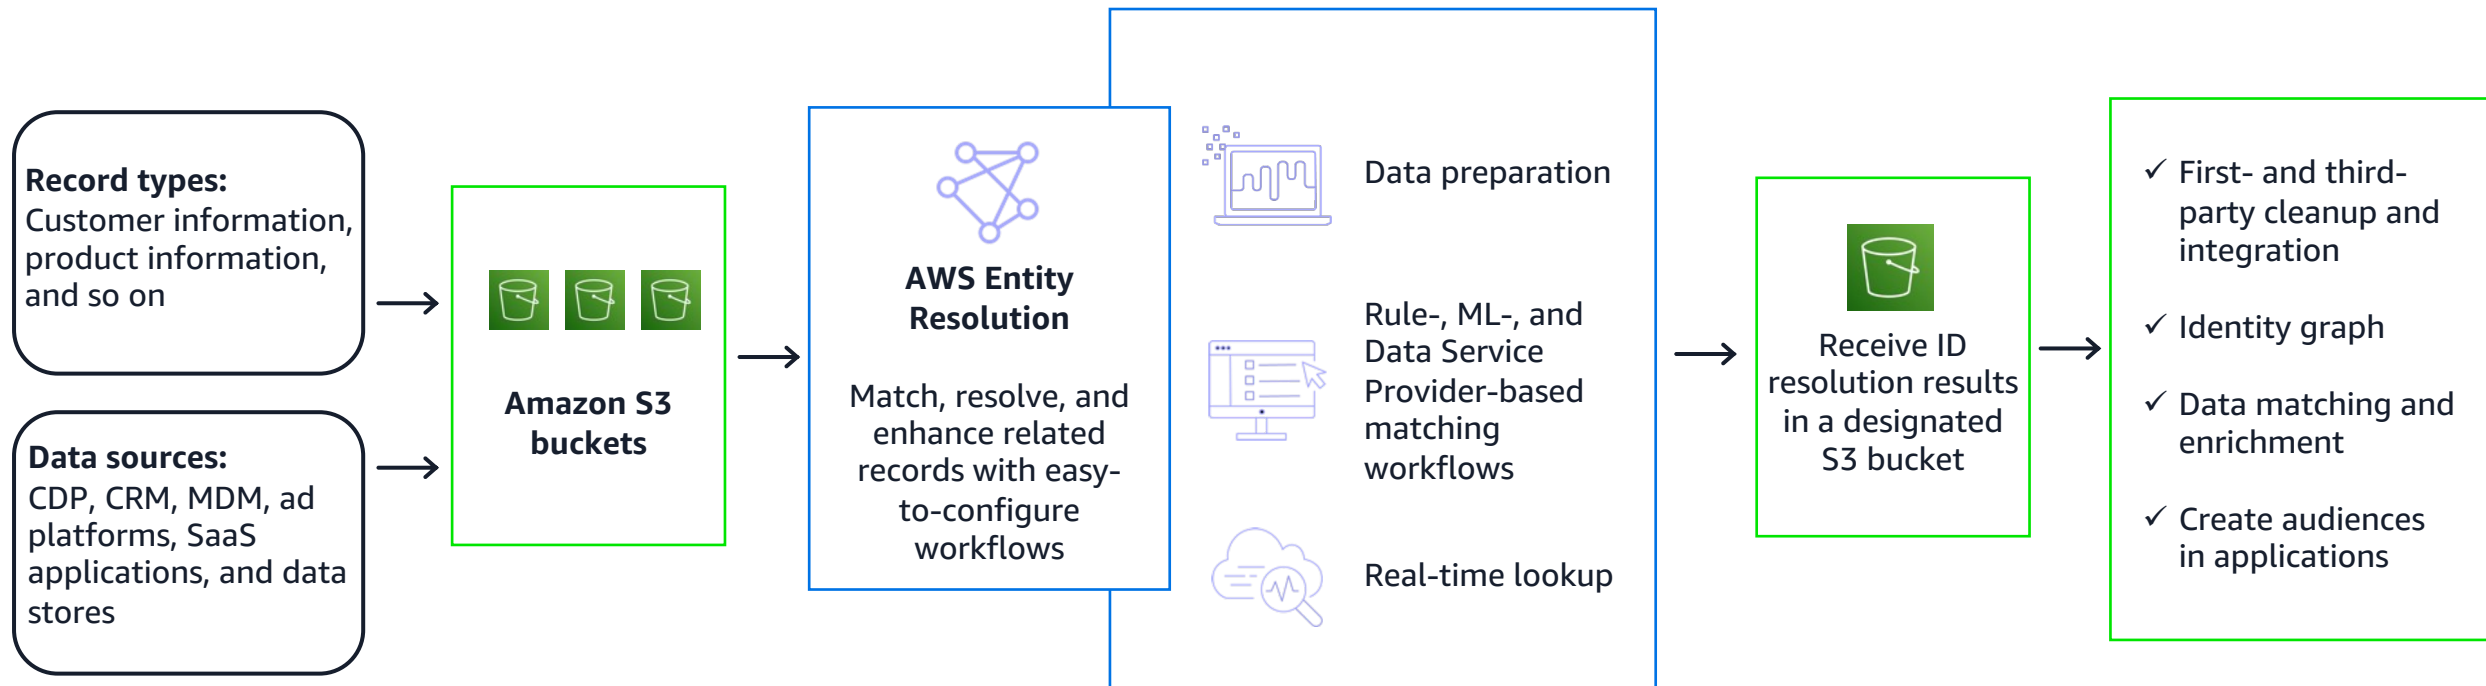 Record types:
Customer information,
product information,
and so on
Data sources:
CDP, CRM, MDM, ad
platforms, SaaS
applications, and data
stores
Amazon S3
buckets
AWS Entity
Resolution
Match, resolve, and
enhance related
records with easy-
to-configure
workflows
Data preparation
Rule-, ML-, and
Data Service
Provider-based
matching
workflows
Real-time lookup
Receive ID
resolution results
in a designated
S3 bucket
✓ First- and third-
party cleanup and
integration
✓ Identity graph
✓ Data matching and
enrichment
✓ Create audiences
in applications